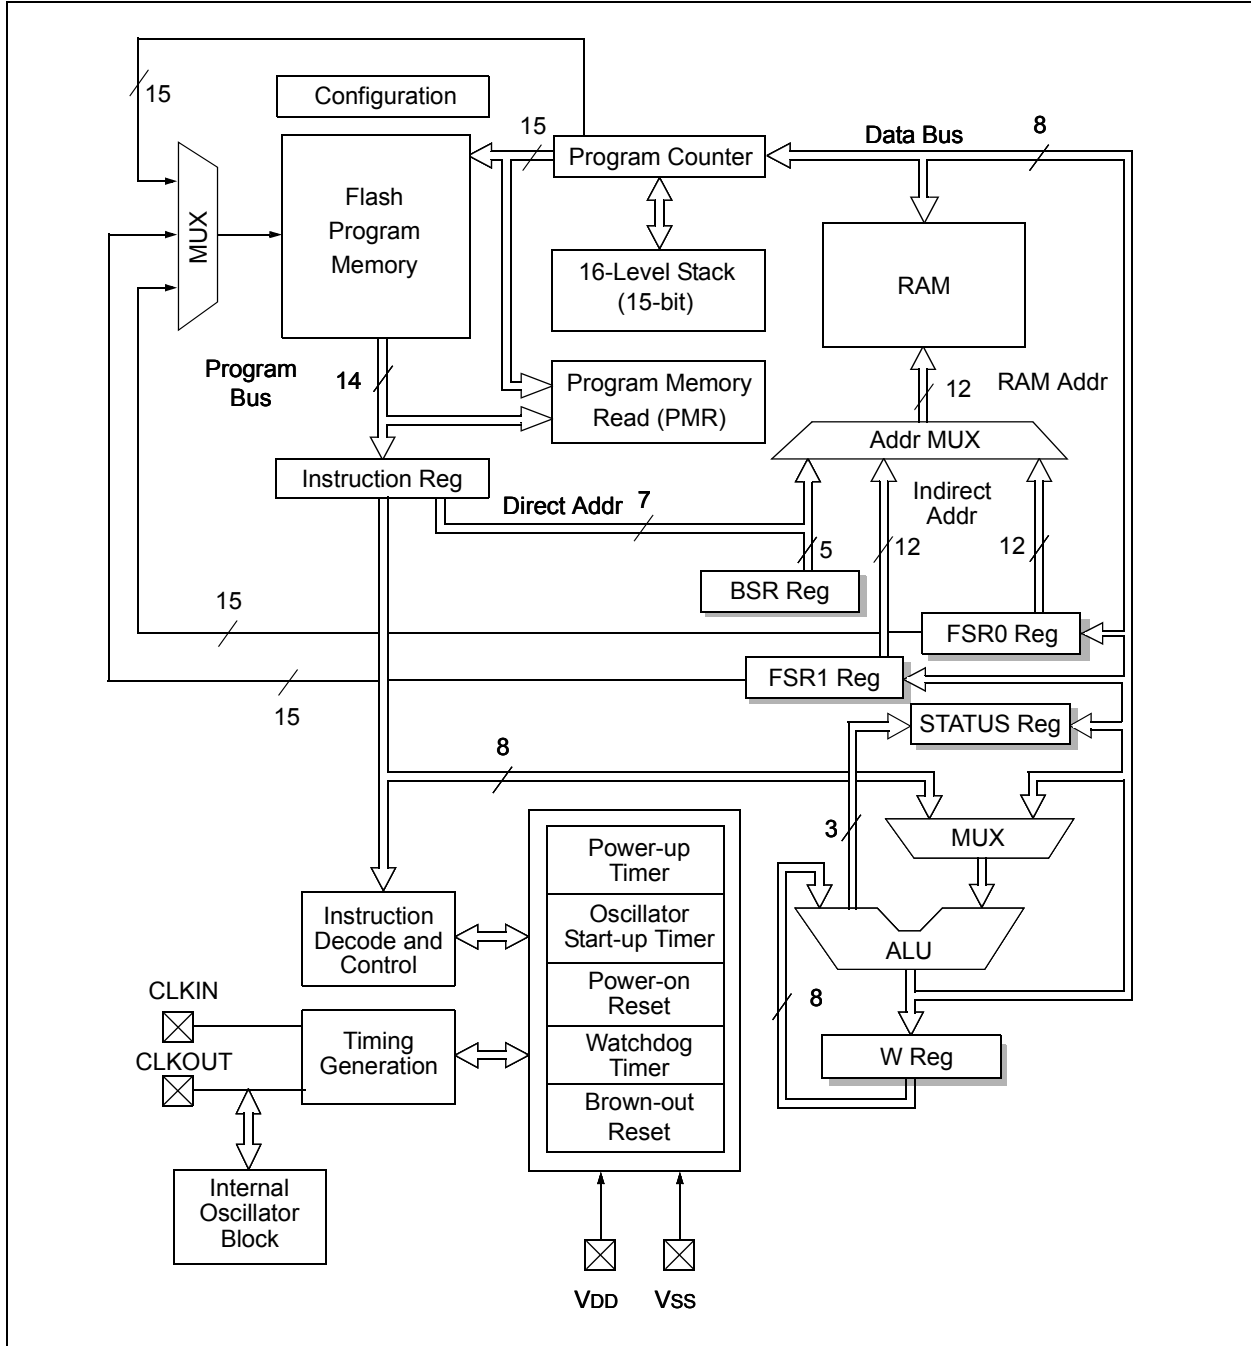 15
Configuration
15
Program Counter
Data Bus
8
Flash
Program
Memory
MUX
16-Level Stack
(15-bit)
RAM
Program
Bus
14
Program Memory
Read (PMR)
12
RAM Addr
Addr MUX
Instruction Reg
Direct Addr
7
Indirect
Addr
5
12
12
BSR Reg
15
FSR0 Reg
FSR1 Reg
15
STATUS Reg
8
3
MUX
Power-up
Timer
Instruction
Decode and
Control
Oscillator
Start-up Timer
ALU
CLKIN
Power-on
Reset
8
Timing
Generation
CLKOUT
Watchdog
Timer
W Reg
Brown-out
Reset
Internal
Oscillator
Block
VDD
VSS